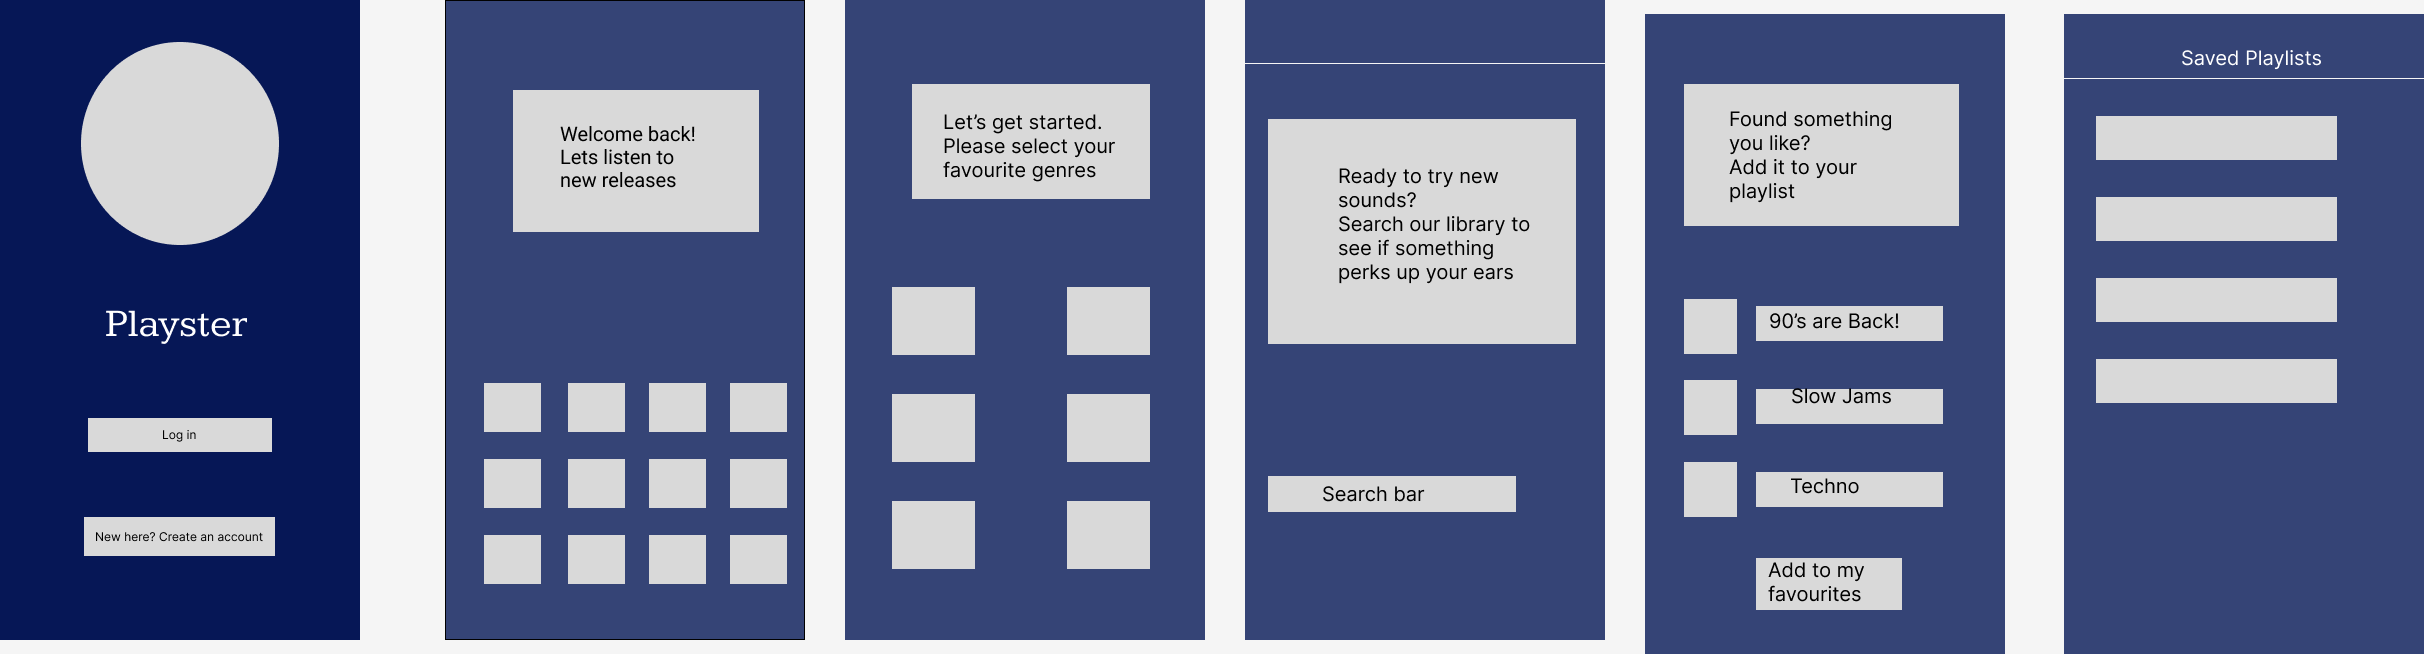 Playster
Log in
New here? Create an account
Welcome back!
Lets listen to
new releases
Let’s get started.
Please select your
favourite genres
Ready to try new
sounds?
Search our library to
see if something
perks up your ears
Search bar
Found something
you like?
Add it to your
playlist
90’s are Back!
Slow Jams
Techno
Add to my
favourites
Saved Playlists